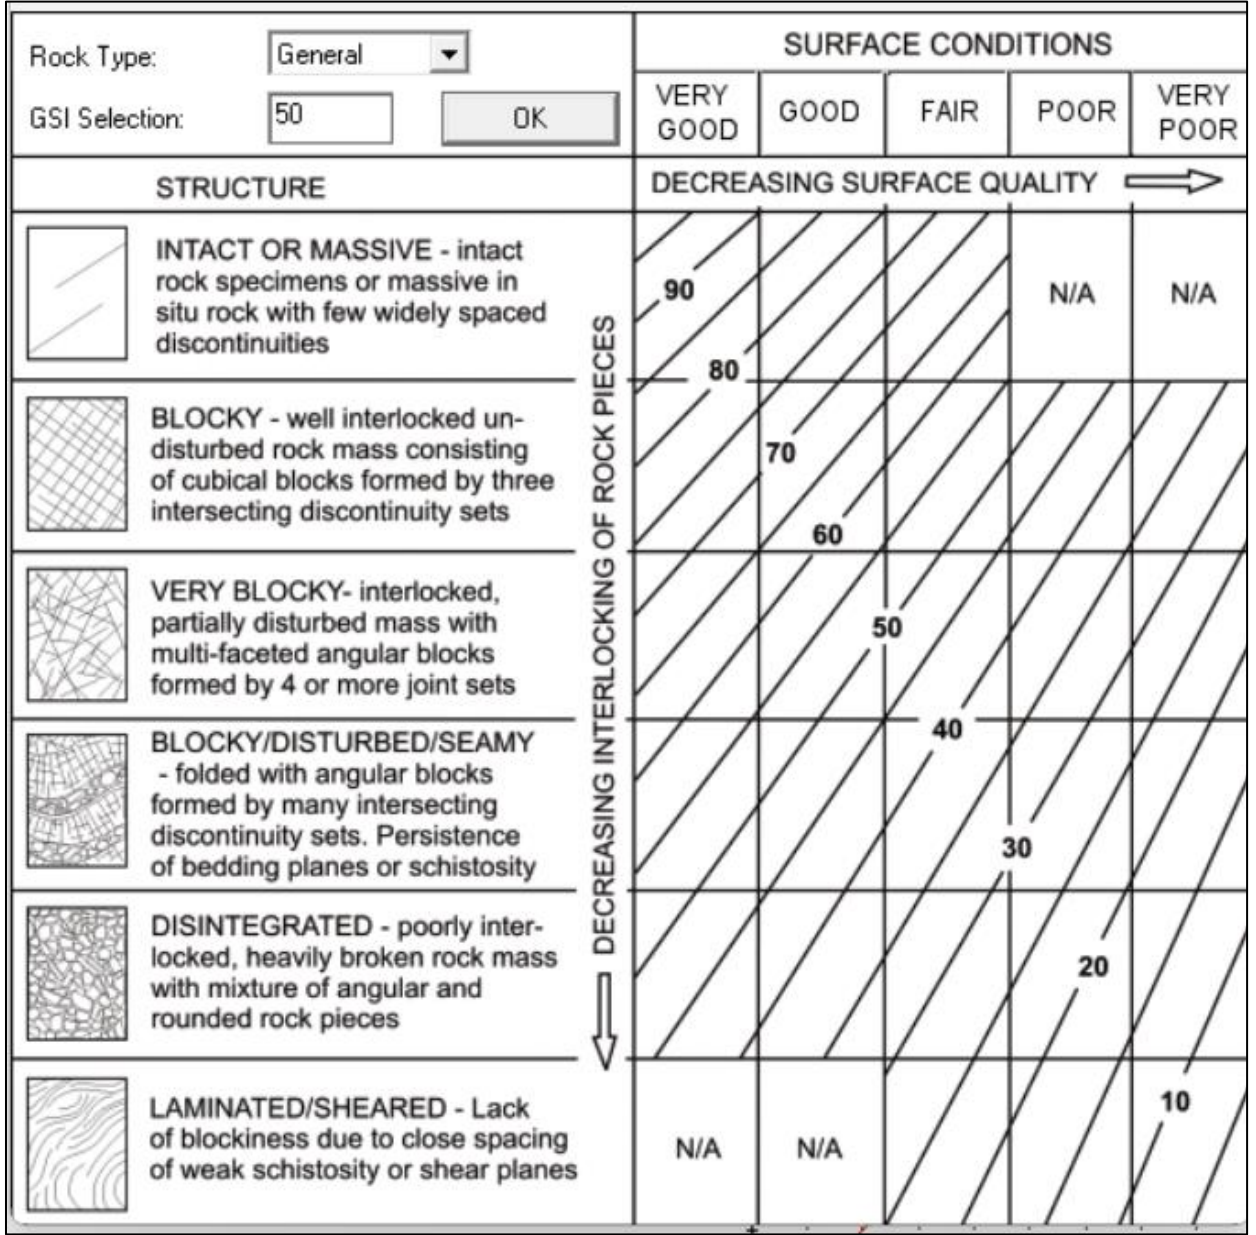 Rock Type:
General
GSI Selection:
50
OK
SURFACE CONDITIONS
VERY
GOOD
GOOD
FAIR
POOR
VERY
POOR
STRUCTURE
DECREASING SURFACE QUALITY
DECREASING INTERLOCKING OF ROCK PIECES
INTACT OR MASSIVE - intact
rock specimens or massive in
situ rock with few widely spaced
discontinuities
90
N/A
N/A
80
BLOCKY - well interlocked un-
disturbed rock mass consisting
of cubical blocks formed by three
intersecting discontinuity sets
70
60
VERY BLOCKY- interlocked,
partially disturbed mass with
multi-faceted angular blocks
formed by 4 or more joint sets
50
BLOCKY/DISTURBED/SEAMY
- folded with angular blocks
formed by many intersecting
discontinuity sets. Persistence
of bedding planes or schistosity
40
30
DISINTEGRATED - poorly inter-
locked, heavily broken rock mass
with mixture of angular and
rounded rock pieces
20
LAMINATED/SHEARED - Lack
of blockiness due to close spacing
of weak schistosity or shear planes
N/A
N/A
10